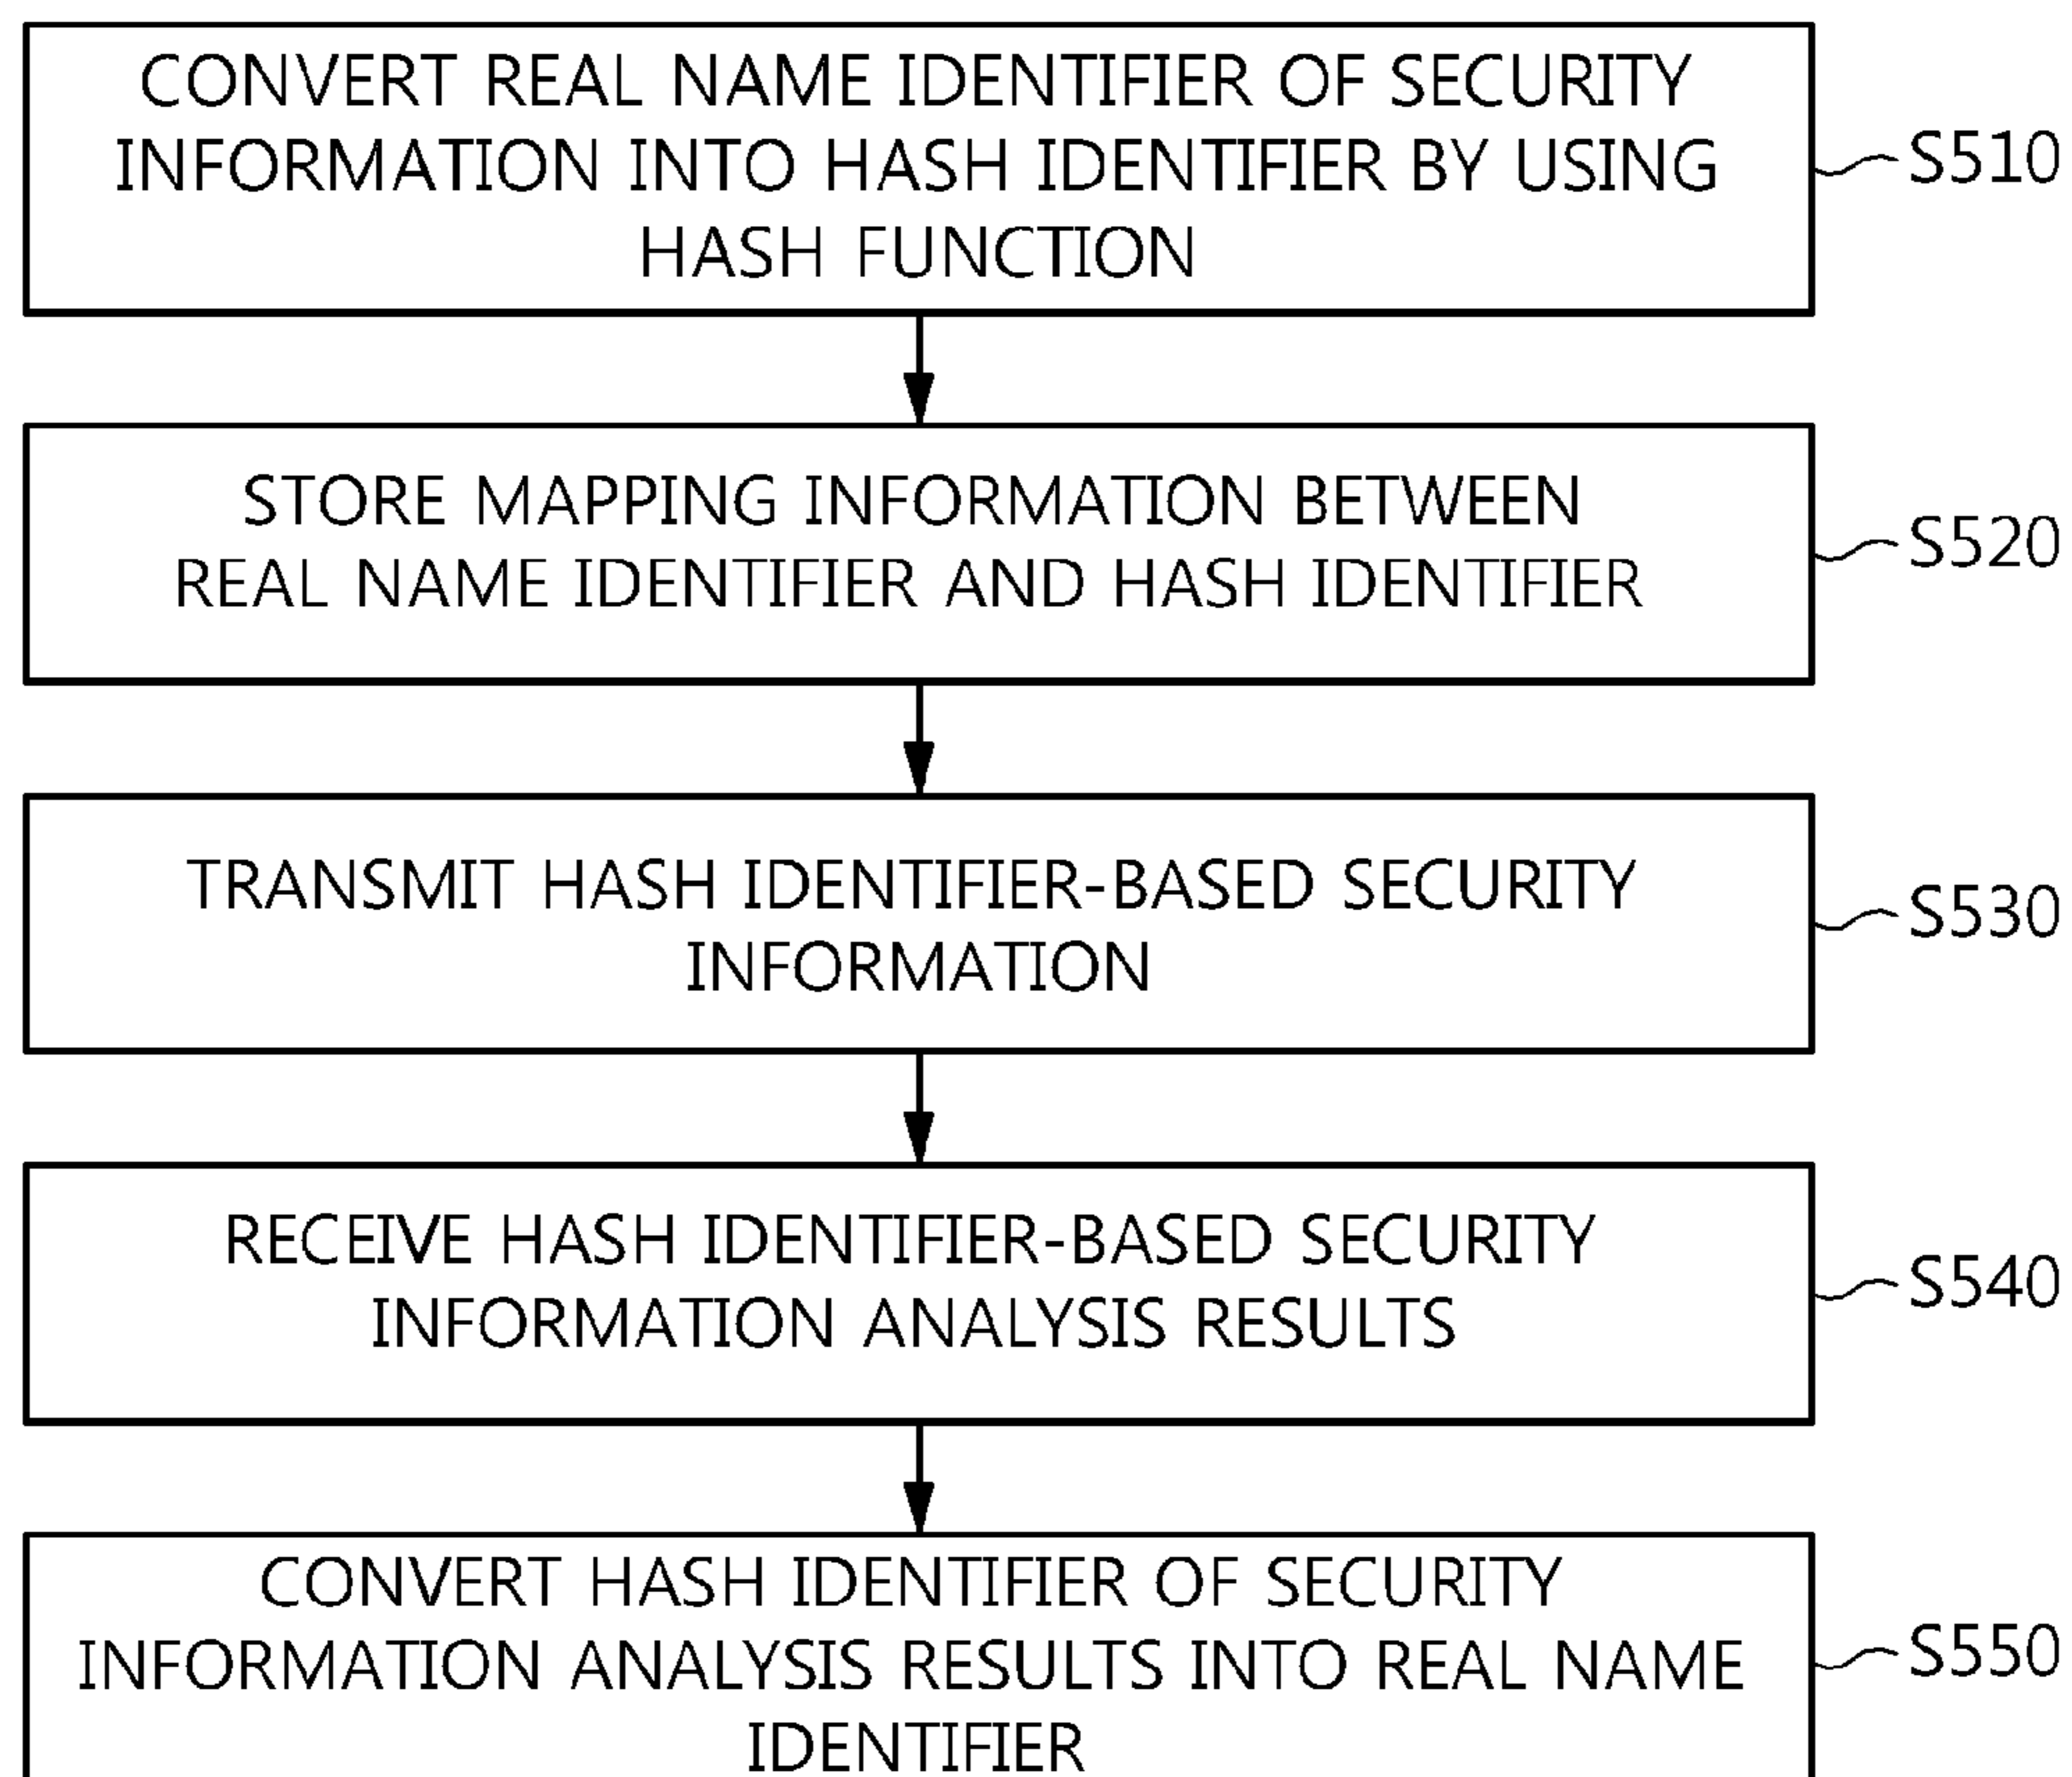 CONVERT REAL NAME IDENTIFIER OF SECURITY
INFORMATION INTO HASH IDENTIFIER BY USING
HASH FUNCTION
S510
STORE MAPPING INFORMATION BETWEEN
REAL NAME IDENTIFIER AND HASH IDENTIFIER
S520
TRANSMIT HASH IDENTIFIER-BASED SECURITY
INFORMATION
S530
RECEIVE HASH IDENTIFIER-BASED SECURITY
INFORMATION ANALYSIS RESULTS
S540
CONVERT HASH IDENTIFIER OF SECURITY
INFORMATION ANALYSIS RESULTS INTO REAL NAME
IDENTIFIER
S550